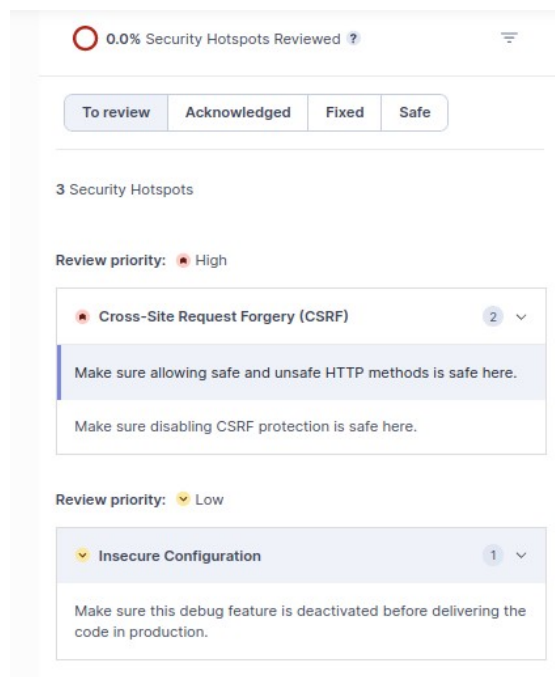 0.0% Security Hotspots Reviewed ?
To review Acknowledged Fixed Safe
3 Security Hotspots
Review priority: High
Cross-Site Request Forgery (CSRF) 2
Make sure allowing safe and unsafe HTTP methods is safe here.
Make sure disabling CSRF protection is safe here.
Review priority: Low
Insecure Configuration 1
Make sure this debug feature is deactivated before delivering the
code in production.